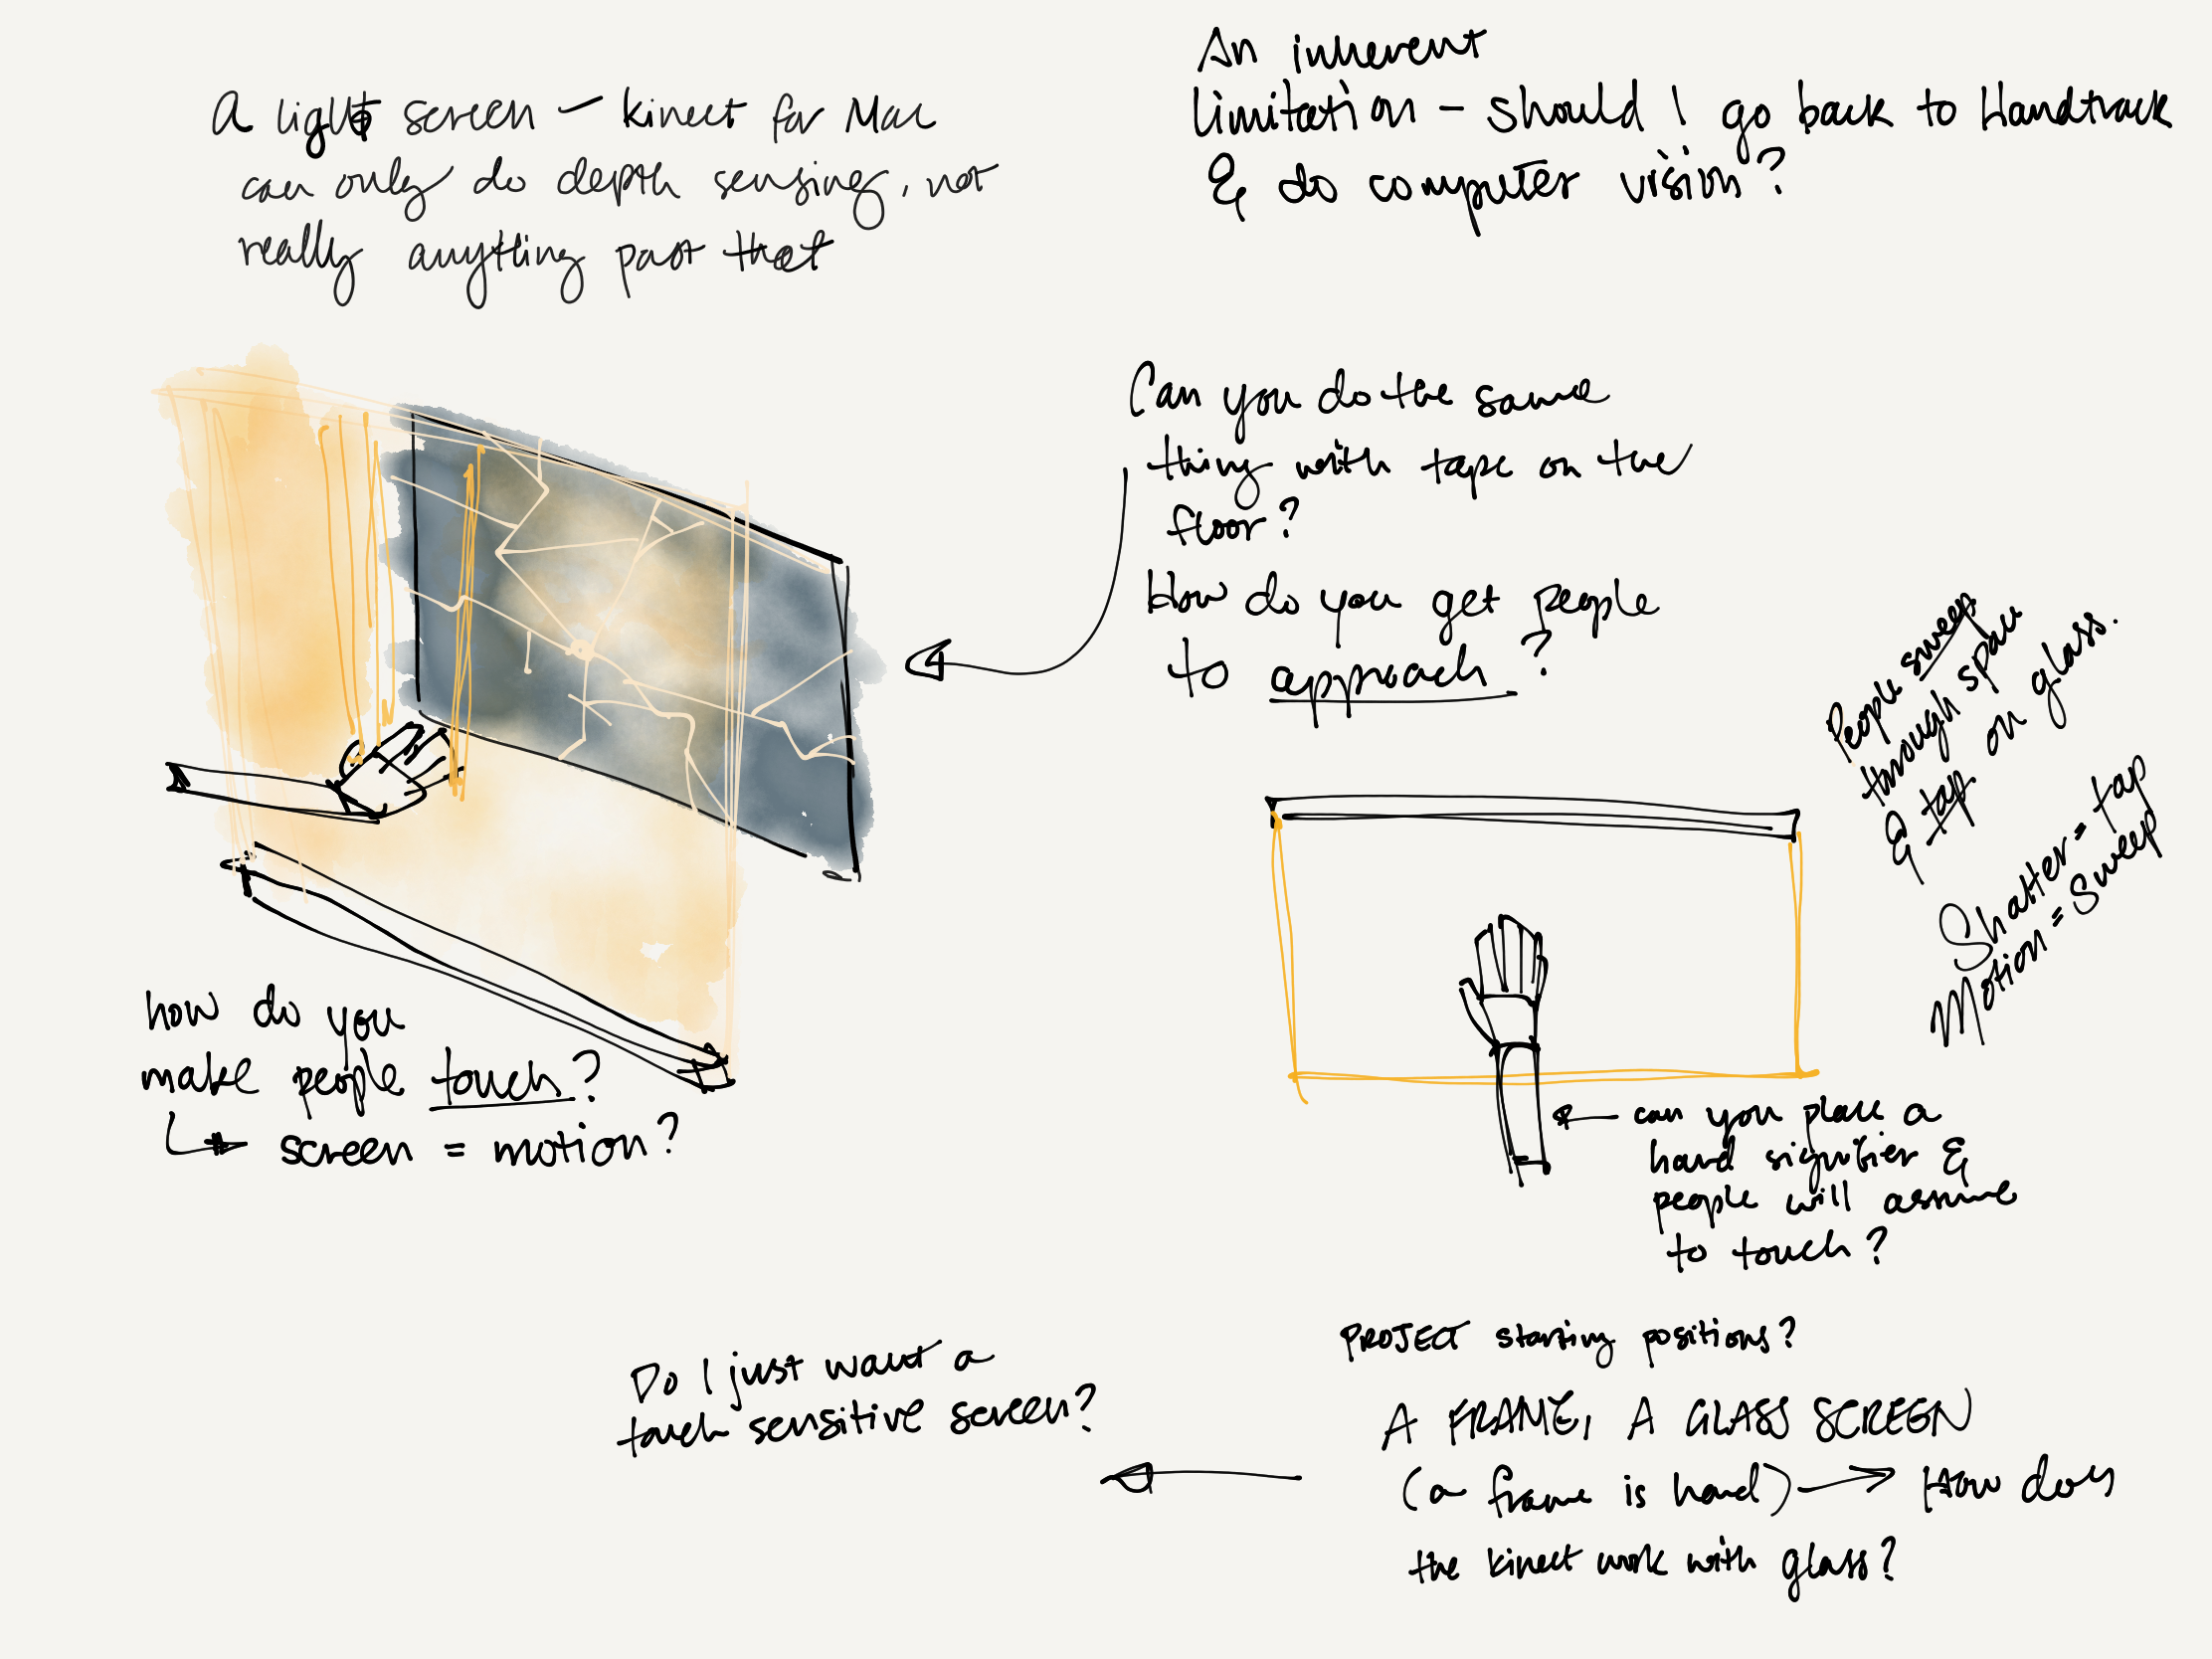 A light screen – kinect for Mac
can only do depth sensing, not
really anything past that
An inherent
limitation – should I go back to Handtrack
& do computer vision?
Can you do the same
thing with tape on the
floor?
How do you get people
to approach?
People sweep
through space
& tap on glass.
Shatter = tap
Motion = sweep
how do you
make people touch?
screen = motion?
can you place a
hand signifier &
people will assume
to touch?
PROJECT starting positions?
A FRAME, A GLASS SCREEN
(a frame is hard) → How does
the kinect work with glass?
Do I just want a
touch sensitive screen?